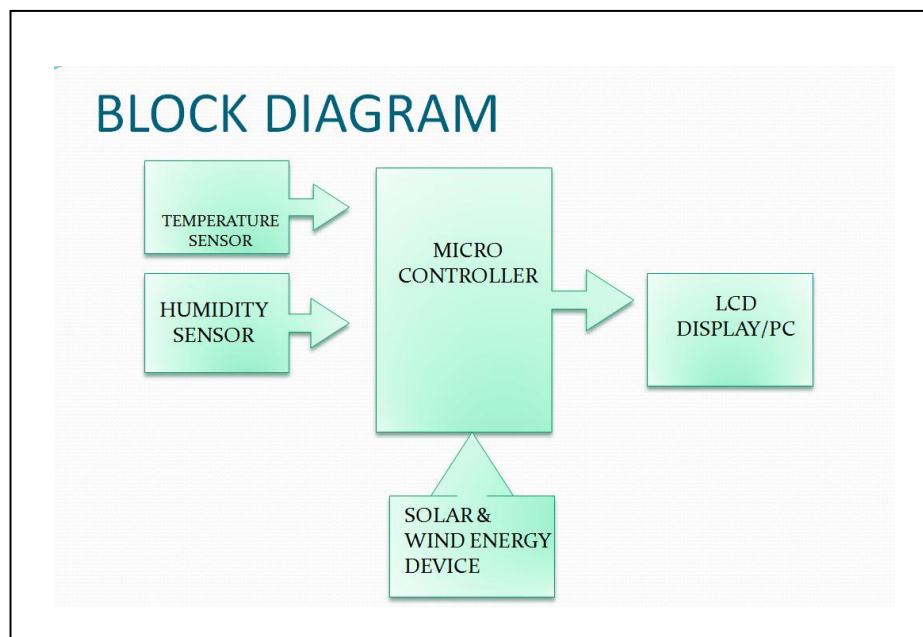 BLOCK DIAGRAM
TEMPERATURE
SENSOR
HUMIDITY
SENSOR
MICRO
CONTROLLER
LCD
DISPLAY/PC
SOLAR &
WIND ENERGY
DEVICE